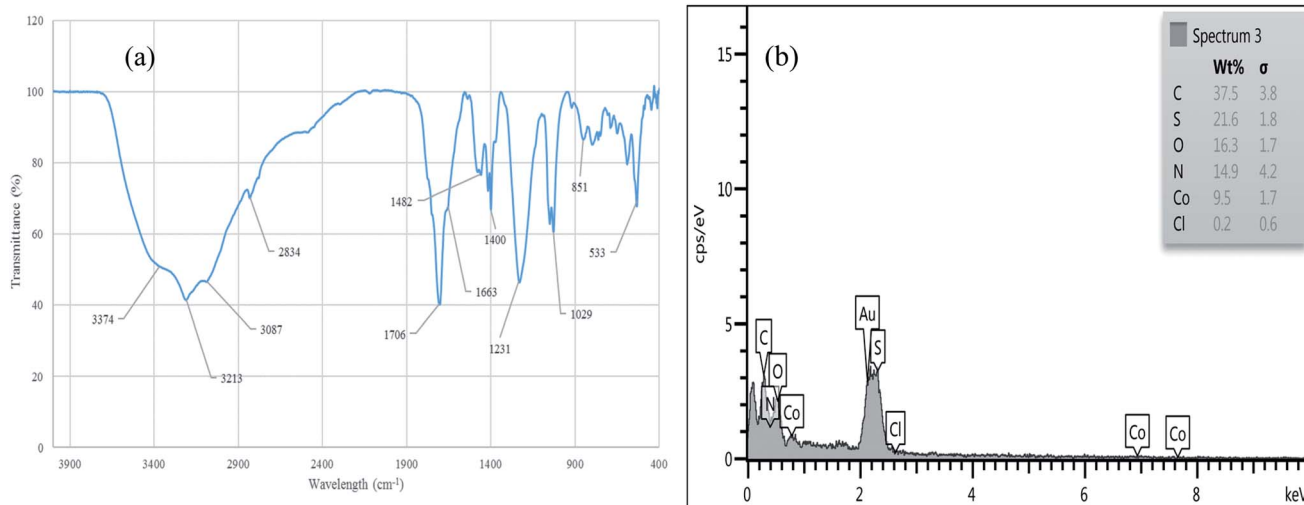 (a)
Transmittance (%)
120
100
80
60
40
20
0
3374
3213
3087
2834
1706
1663
1482
1400
1231
1029
851
533
3900 3400 2900 2400 1900 1400 900 400
Wavelength (cm-1)
(b)
cps/eV
15
10
5
0
Spectrum 3
Wt% σ
C 37.5 3.8
S 21.6 1.8
O 16.3 1.7
N 14.9 4.2
Co 9.5 1.7
Cl 0.2 0.6
C
N
O
Co
Au
S
Cl
Co
Co
0 2 4 6 8 keV